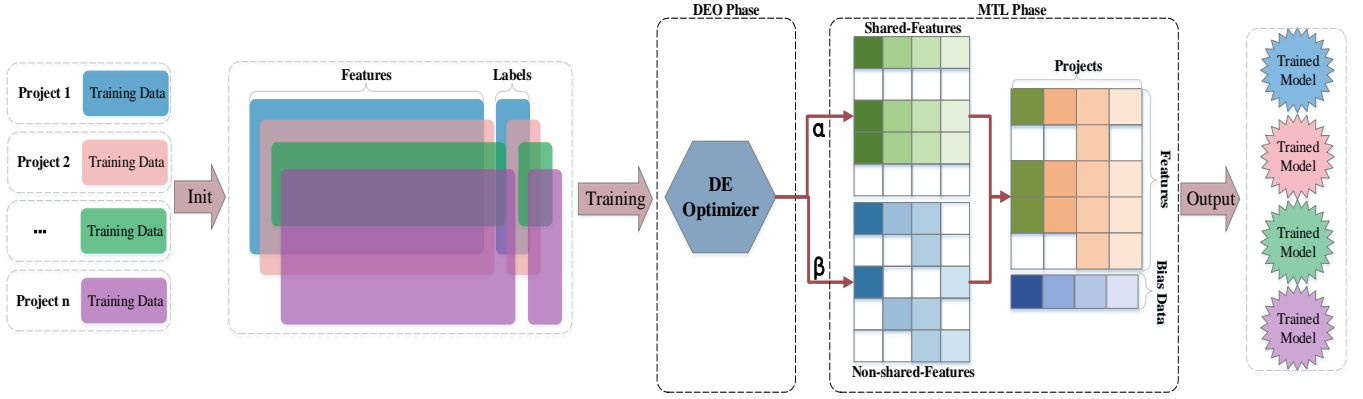 Project 1
Training Data
Project 2
Training Data
...
Training Data
Project n
Training Data
Init
Features
Labels
Training
DEO Phase
DE
Optimizer
α
β
MTL Phase
Shared-Features
Non-shared-Features
Projects
Features
Bias Data
Output
Trained
Model
Trained
Model
Trained
Model
Trained
Model